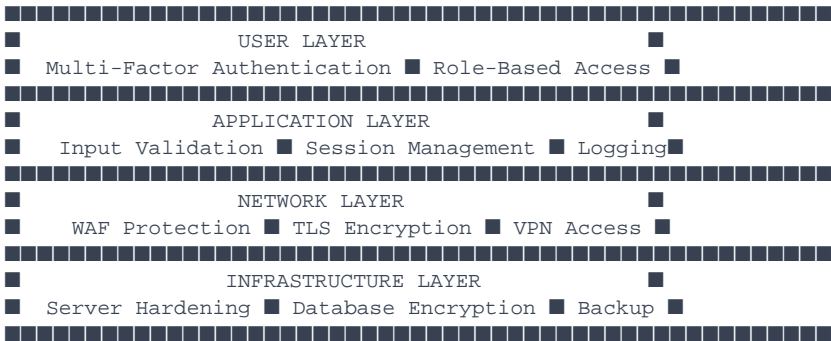 USER LAYER
Multi-Factor Authentication ■ Role-Based Access
APPLICATION LAYER
Input Validation ■ Session Management ■ Logging
NETWORK LAYER
WAF Protection ■ TLS Encryption ■ VPN Access
INFRASTRUCTURE LAYER
Server Hardening ■ Database Encryption ■ Backup